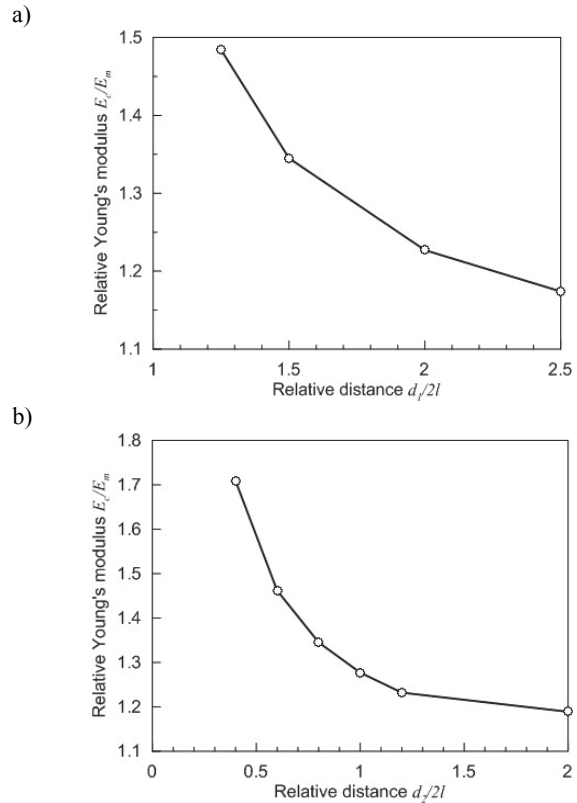 a)
1.5
1.4
1.3
1.2
1.1
Relative Young's modulus E_c/E_m
1 1.5 2 2.5
Relative distance d_1/2l
b)
1.8
1.7
1.6
1.5
1.4
1.3
1.2
1.1
Relative Young's modulus E_c/E_m
0 0.5 1 1.5 2
Relative distance d_2/2l